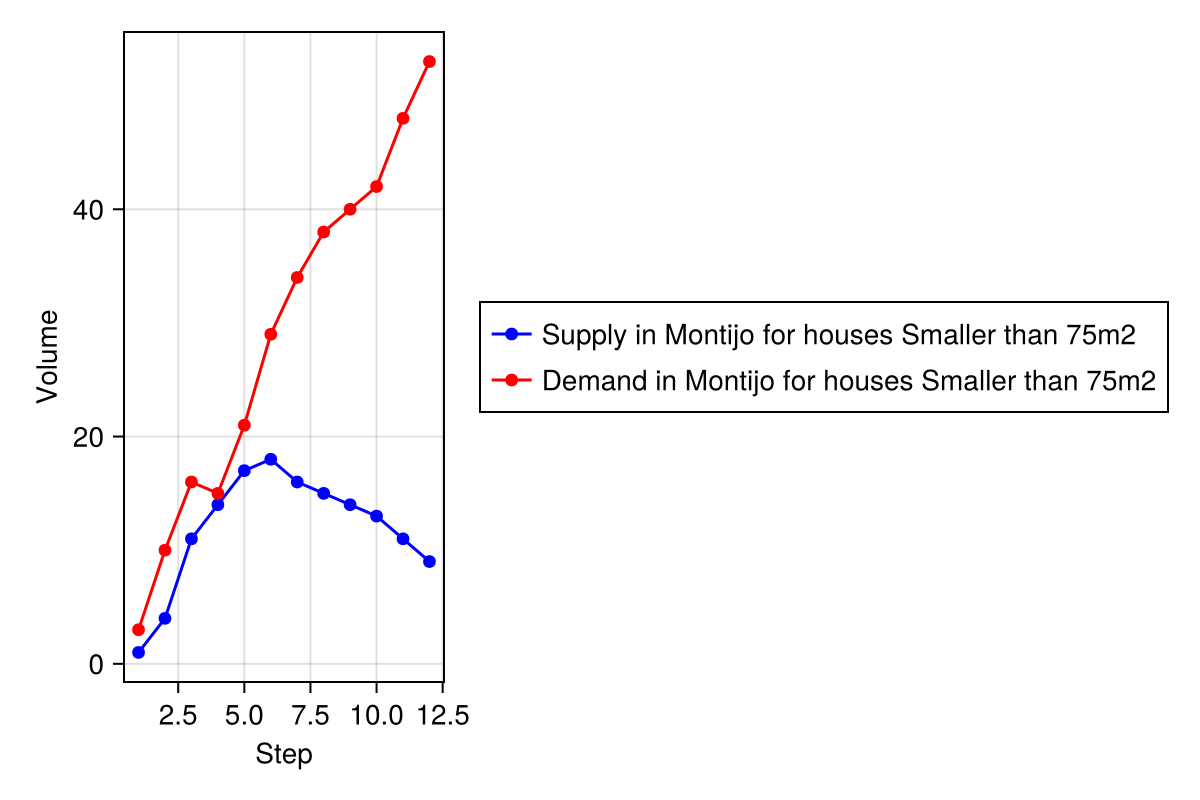 Volume
40
20
0
2.5 5.0 7.5 10.0 12.5
Step
Supply in Montijo for houses Smaller than 75m2
Demand in Montijo for houses Smaller than 75m2